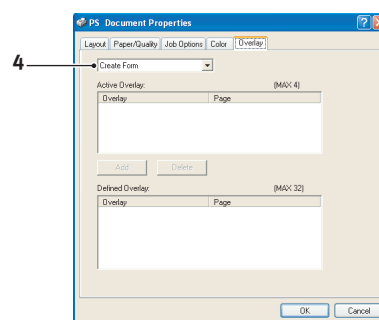 PS Document Properties
Layout Paper/Quality Job Options Color Overlay
4
Create Form
Active Overlay: (MAX 4)
Overlay Page
Add Delete
Defined Overlay: (MAX 32)
Overlay Page
OK Cancel